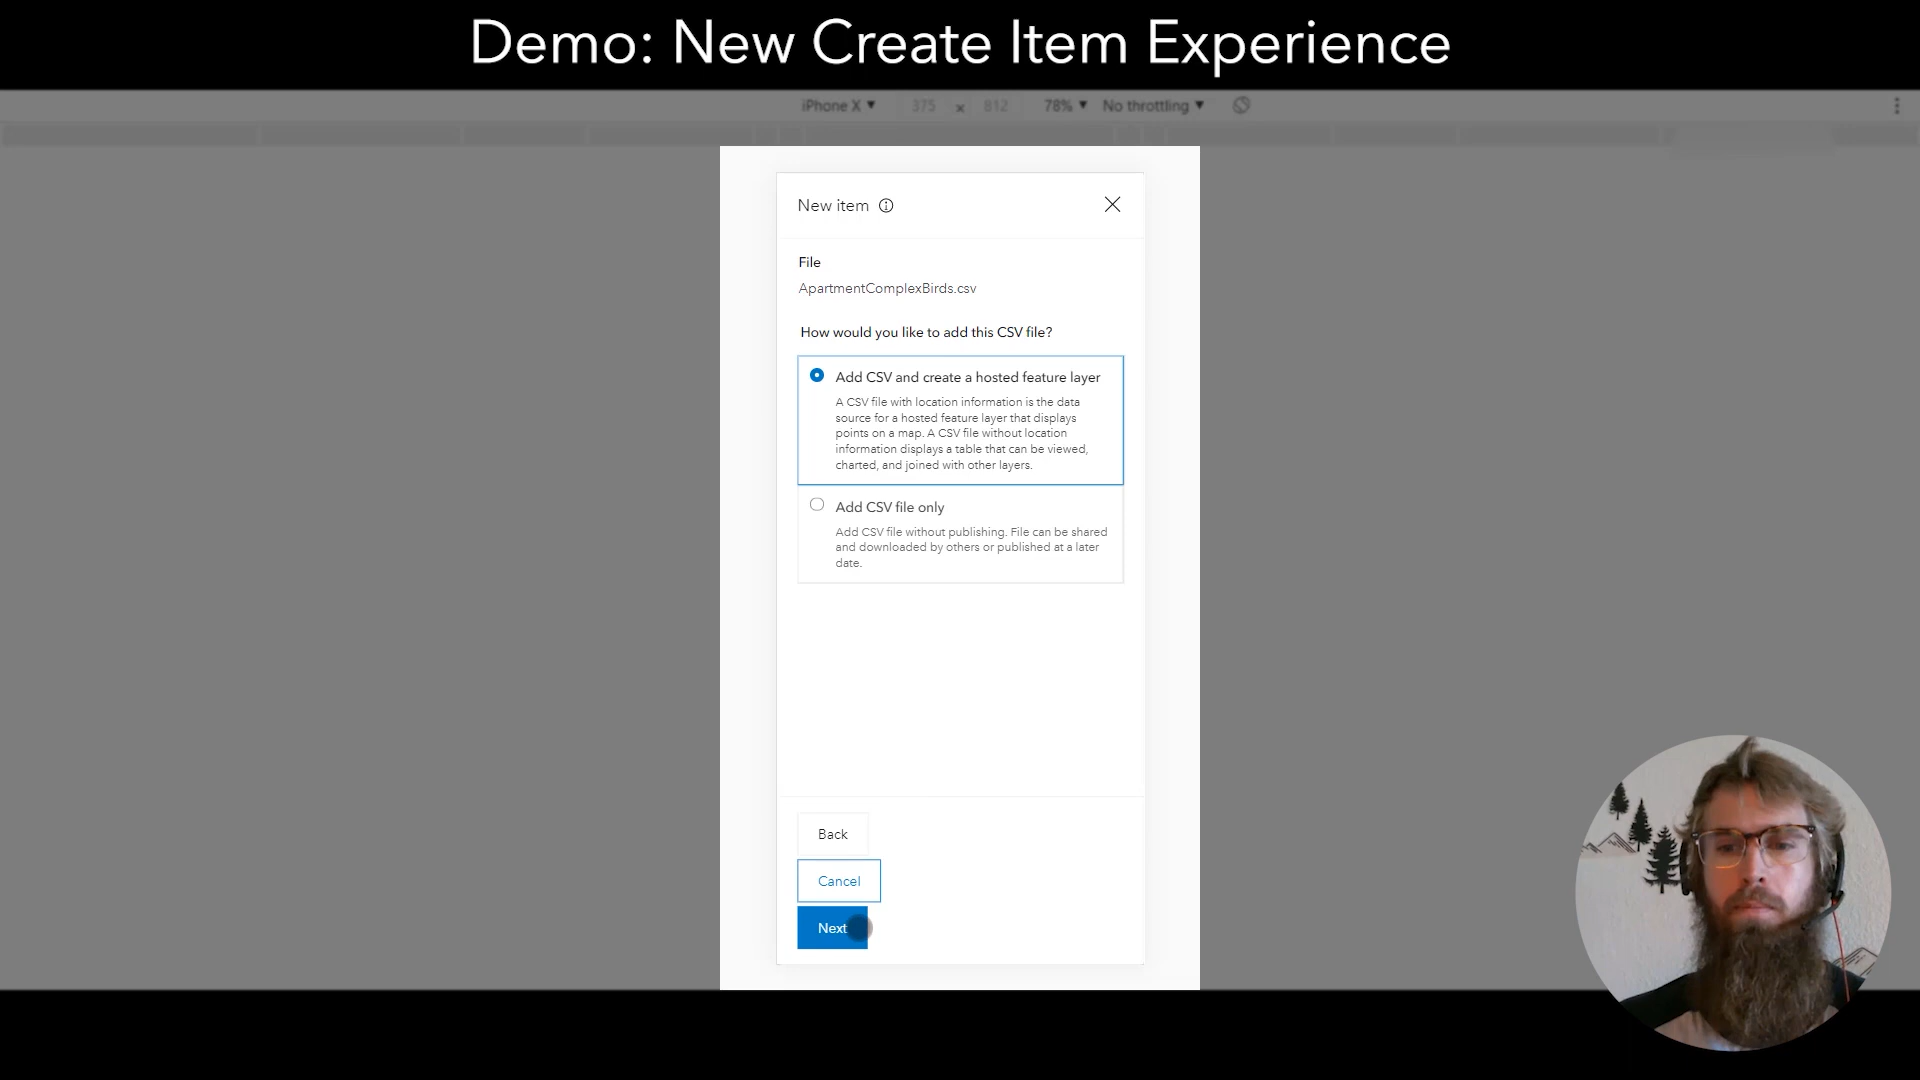 Demo: New Create Item Experience
iPhone X ▼ 375 x 812 78% ▼ No throttling ▼
New item
File
ApartmentComplexBirds.csv
How would you like to add this CSV file?
Add CSV and create a hosted feature layer
A CSV file with location information is the data
source for a hosted feature layer that displays
points on a map. A CSV file without location
information displays a table that can be viewed,
charted, and joined with other layers.
Add CSV file only
Add CSV file without publishing. File can be shared
and downloaded by others or published at a later
date.
Back
Cancel
Next